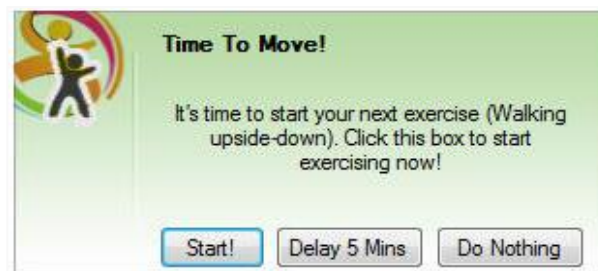 Time To Move!
It's time to start your next exercise (Walking
upside-down). Click this box to start
exercising now!
Start! Delay 5 Mins Do Nothing